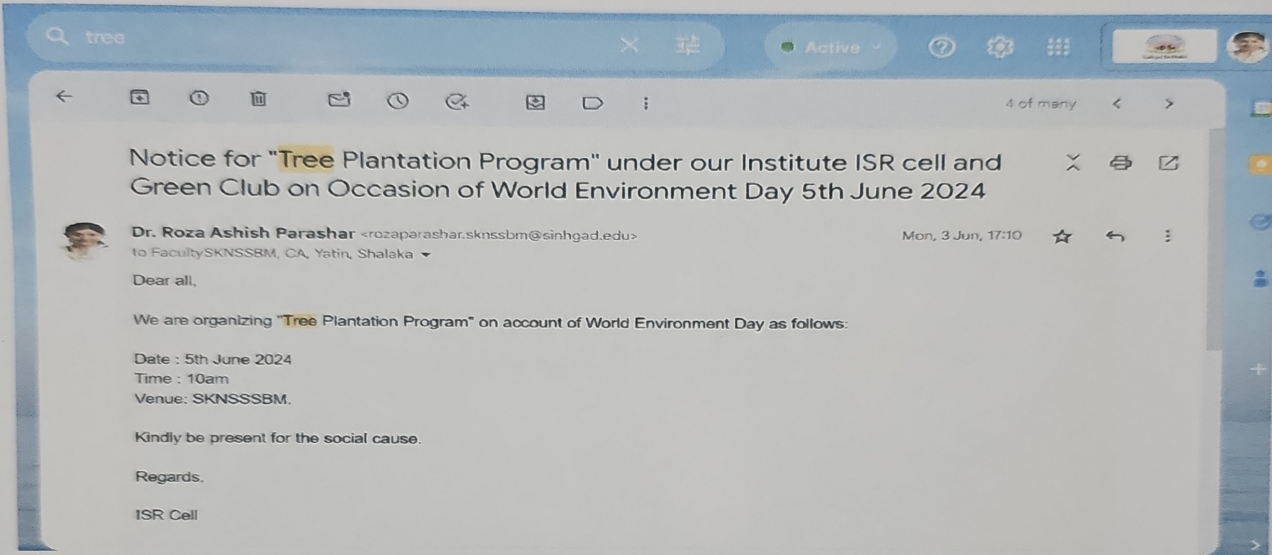 tree
Active
4 of many
Notice for "Tree Plantation Program" under our Institute ISR cell and
Green Club on Occasion of World Environment Day 5th June 2024
Dr. Roza Ashish Parashar <rozaparashar.sknssbm@sinhgad.edu>
Mon, 3 Jun, 17:10
to FacultySKNSSBM, CA, Yatin, Shalaka
Dear all,
We are organizing "Tree Plantation Program" on account of World Environment Day as follows:
Date : 5th June 2024
Time : 10am
Venue: SKNSSSBM.
Kindly be present for the social cause.
Regards,
ISR Cell